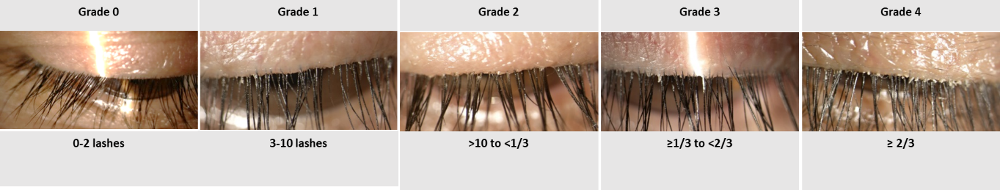 Grade 0
Grade 1
Grade 2
Grade 3
Grade 4
0-2 lashes
3-10 lashes
>10 to <1/3
≥1/3 to <2/3
≥ 2/3